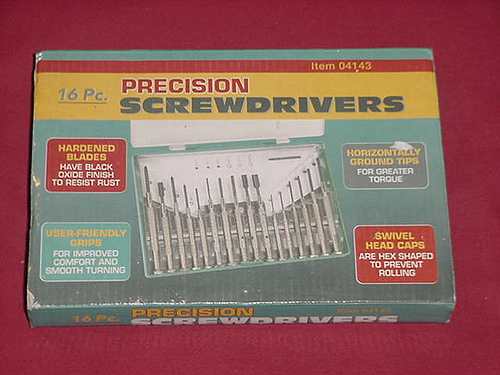 Item 04143
16 Pc. PRECISION
SCREWDRIVERS
HARDENED
BLADES
HAVE BLACK
OXIDE FINISH
TO RESIST RUST
HORIZONTALLY
GROUND TIPS
FOR GREATER
TORQUE
USER-FRIENDLY
GRIPS
FOR IMPROVED
COMFORT AND
SMOOTH TURNING
SWIVEL
HEAD CAPS
ARE HEX SHAPED
TO PREVENT
ROLLING
16 Pc. PRECISION Item 04143
SCREWDRIVERS